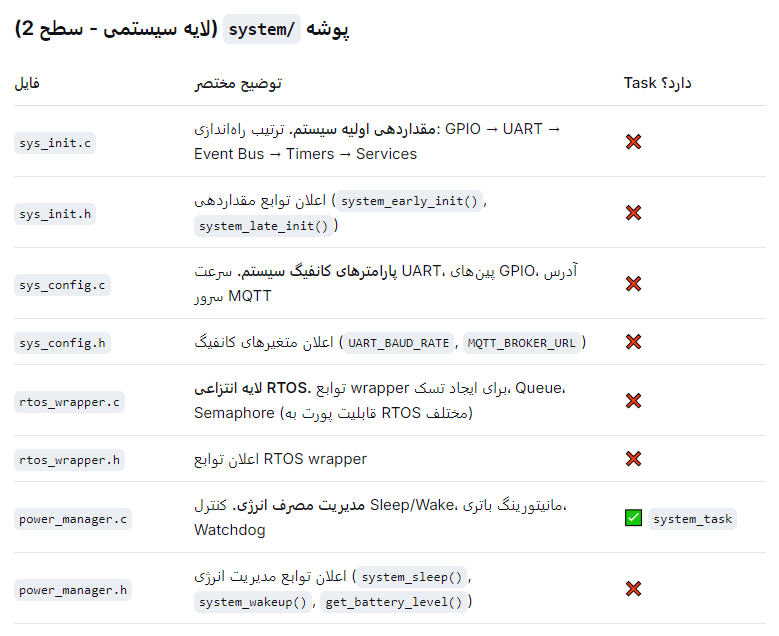 پوشه system/ (لایه سیستمی - سطح 2)
فایل توضیح مختصر Task دارد؟
sys_init.c
مقداردهی اولیه سیستم. ترتیب راه‌اندازی: GPIO → UART →
Event Bus → Timers → Services
❌
sys_init.h
اعلان توابع مقداردهی (system_early_init(),
system_late_init())
❌
sys_config.c
پارامترهای کانفیگ سیستم. سرعت UART، پین‌های GPIO، آدرس
سرور MQTT
❌
sys_config.h
اعلان متغیرهای کانفیگ (UART_BAUD_RATE, MQTT_BROKER_URL)
❌
rtos_wrapper.c
لایه انتزاعی RTOS. توابع wrapper برای ایجاد تسک، Queue،
Semaphore (قابلیت پورت به RTOS مختلف)
❌
rtos_wrapper.h
اعلان توابع RTOS wrapper
❌
power_manager.c
مدیریت مصرف انرژی. کنترل Sleep/Wake، مانیتورینگ باتری،
Watchdog
✅ system_task
power_manager.h
اعلان توابع مدیریت انرژی (system_sleep(),
system_wakeup(), get_battery_level())
❌